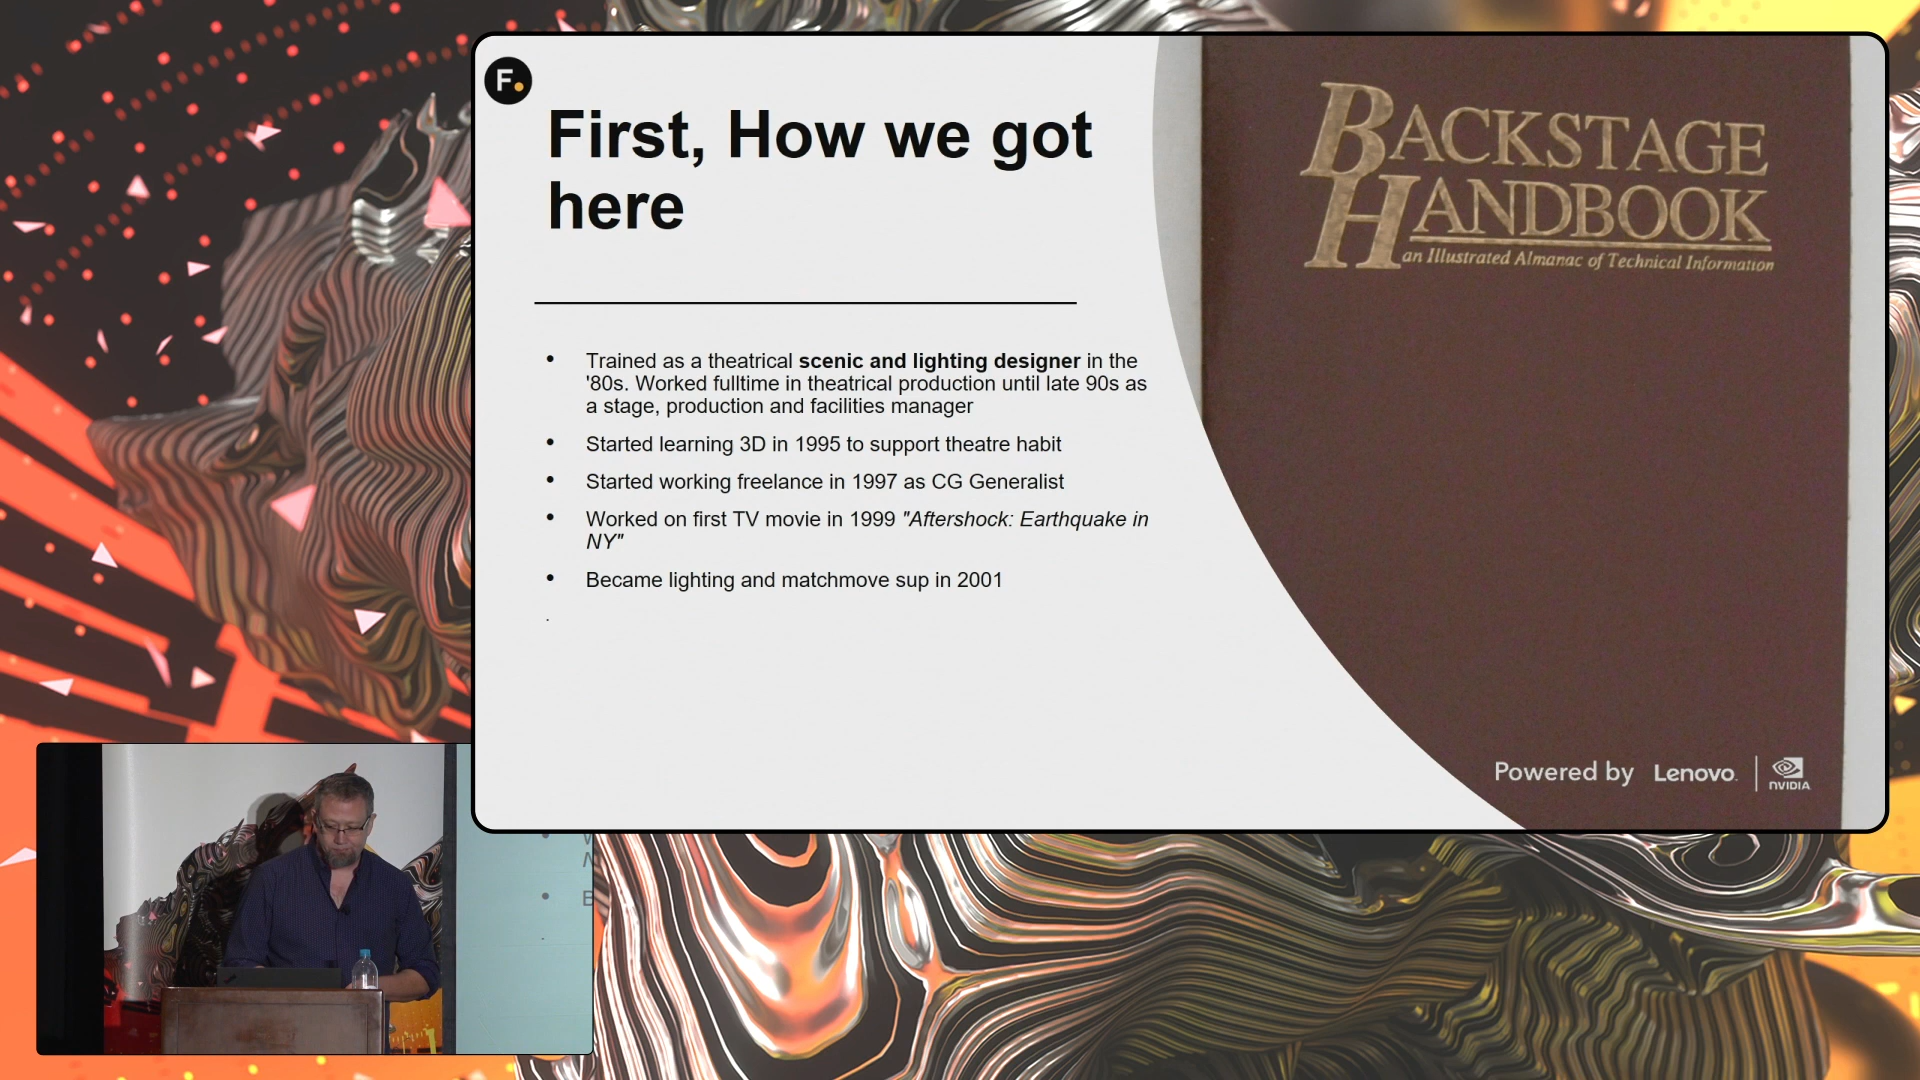 F.
First, How we got
here
• Trained as a theatrical scenic and lighting designer in the
'80s. Worked fulltime in theatrical production until late 90s as
a stage, production and facilities manager
• Started learning 3D in 1995 to support theatre habit
• Started working freelance in 1997 as CG Generalist
• Worked on first TV movie in 1999 "Aftershock: Earthquake in
NY"
• Became lighting and matchmove sup in 2001
.
BACKSTAGE
HANDBOOK
an Illustrated Almanac of Technical Information
Powered by Lenovo. NVIDIA